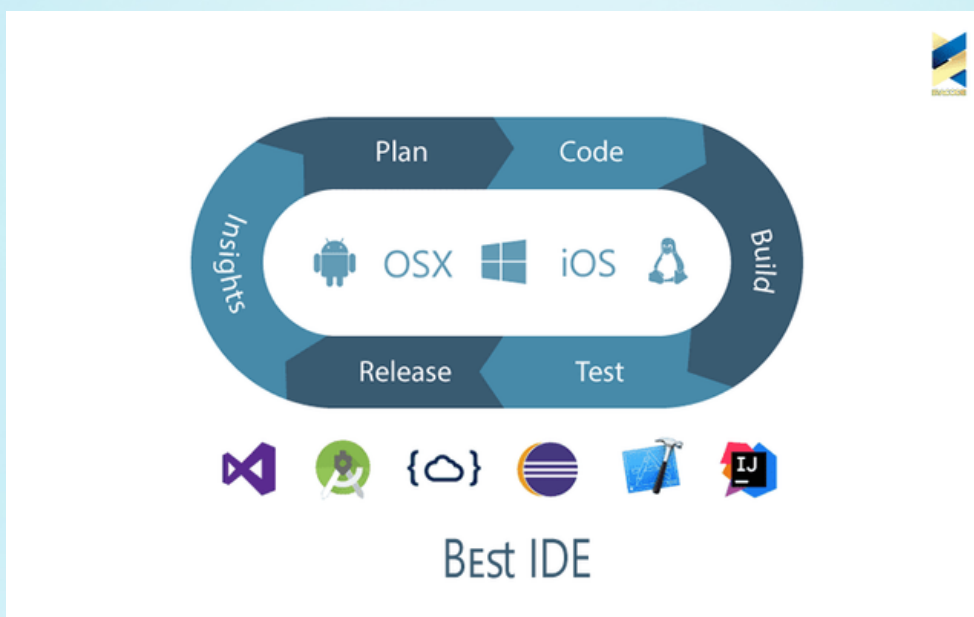 Plan
Code
Insights
OSX
iOS
Build
Release
Test
{ }
IJ
BEst IDE